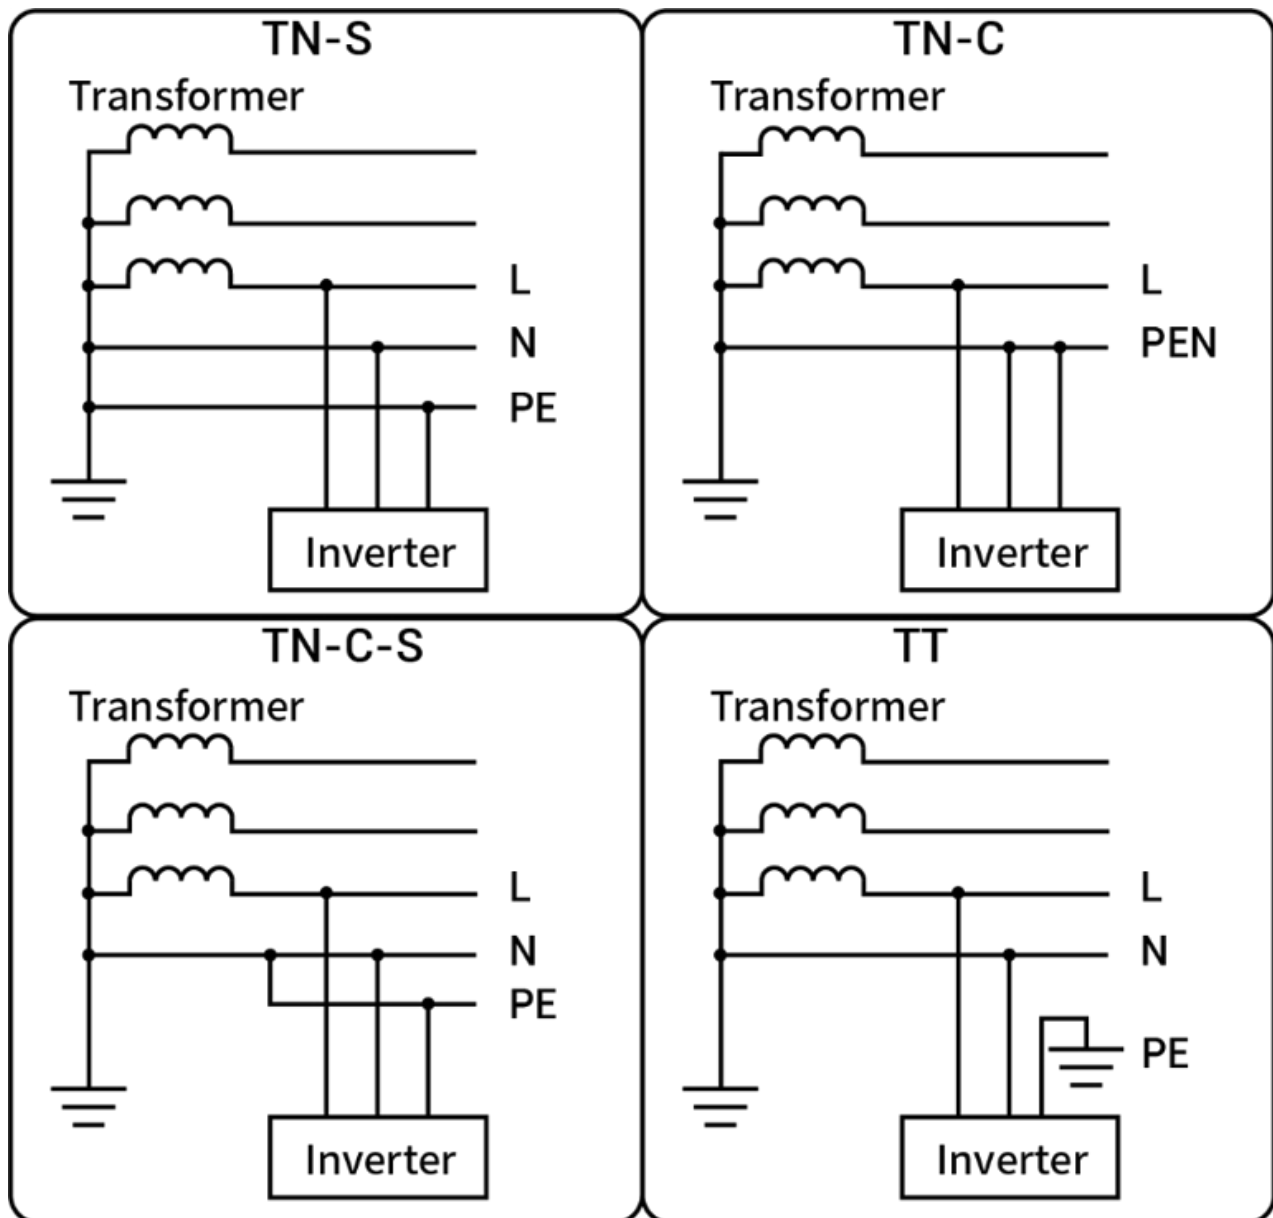 TN-S
Transformer
L
N
PE
Inverter
TN-C
Transformer
L
PEN
Inverter
TN-C-S
Transformer
L
N
PE
Inverter
TT
Transformer
L
N
PE
Inverter